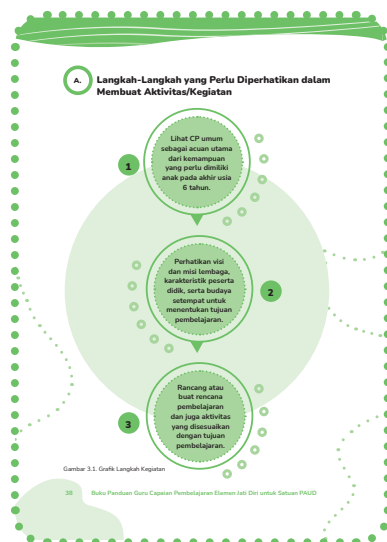 A.
Langkah-Langkah yang Perlu Diperhatikan dalam
Membuat Aktivitas/Kegiatan
1
Lihat CP umum
sebagai acuan utama
dari kemampuan
yang perlu dimiliki
anak pada akhir usia
6 tahun.
Perhatikan visi
dan misi lembaga,
karakteristik peserta
didik, serta budaya
setempat untuk
menentukan tujuan
pembelajaran.
2
Rancang atau
buat rencana
pembelajaran
dan juga aktivitas
yang disesuaikan
dengan tujuan
pembelajaran.
3
Gambar 3.1. Grafik Langkah Kegiatan
38 Buku Panduan Guru Capaian Pembelajaran Elemen Jati Diri untuk Satuan PAUD